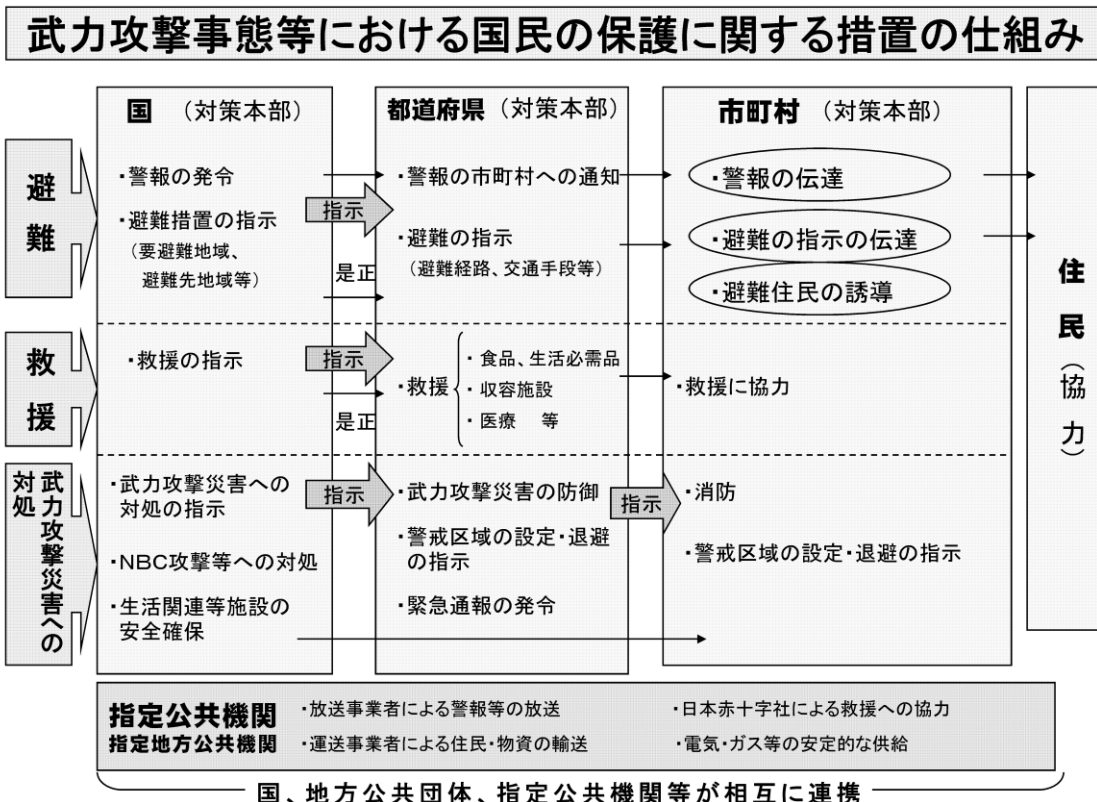 武力攻撃事態等における国民の保護に関する措置の仕組み
国 (対策本部)
都道府県 (対策本部)
市町村 (対策本部)
避難
・警報の発令
・避難措置の指示
(要避難地域、
避難先地域等)
指示
是正
・警報の市町村への通知
・避難の指示
(避難経路、交通手段等)
・警報の伝達
・避難の指示の伝達
・避難住民の誘導
住民(協力)
救援
・救援の指示
指示
是正
・救援
・食品、生活必需品
・収容施設
・医療 等
・救援に協力
武力攻撃災害への
対処
・武力攻撃災害への
対処の指示
・NBC攻撃等への対処
・生活関連等施設の
安全確保
指示
・武力攻撃災害の防御
・警戒区域の設定・退避
の指示
・緊急通報の発令
指示
・消防
・警戒区域の設定・退避の指示
指定公共機関
指定地方公共機関
・放送事業者による警報等の放送
・運送事業者による住民・物資の輸送
・日本赤十字社による救援への協力
・電気・ガス等の安定的な供給
国、地方公共団体、指定公共機関等が相互に連携